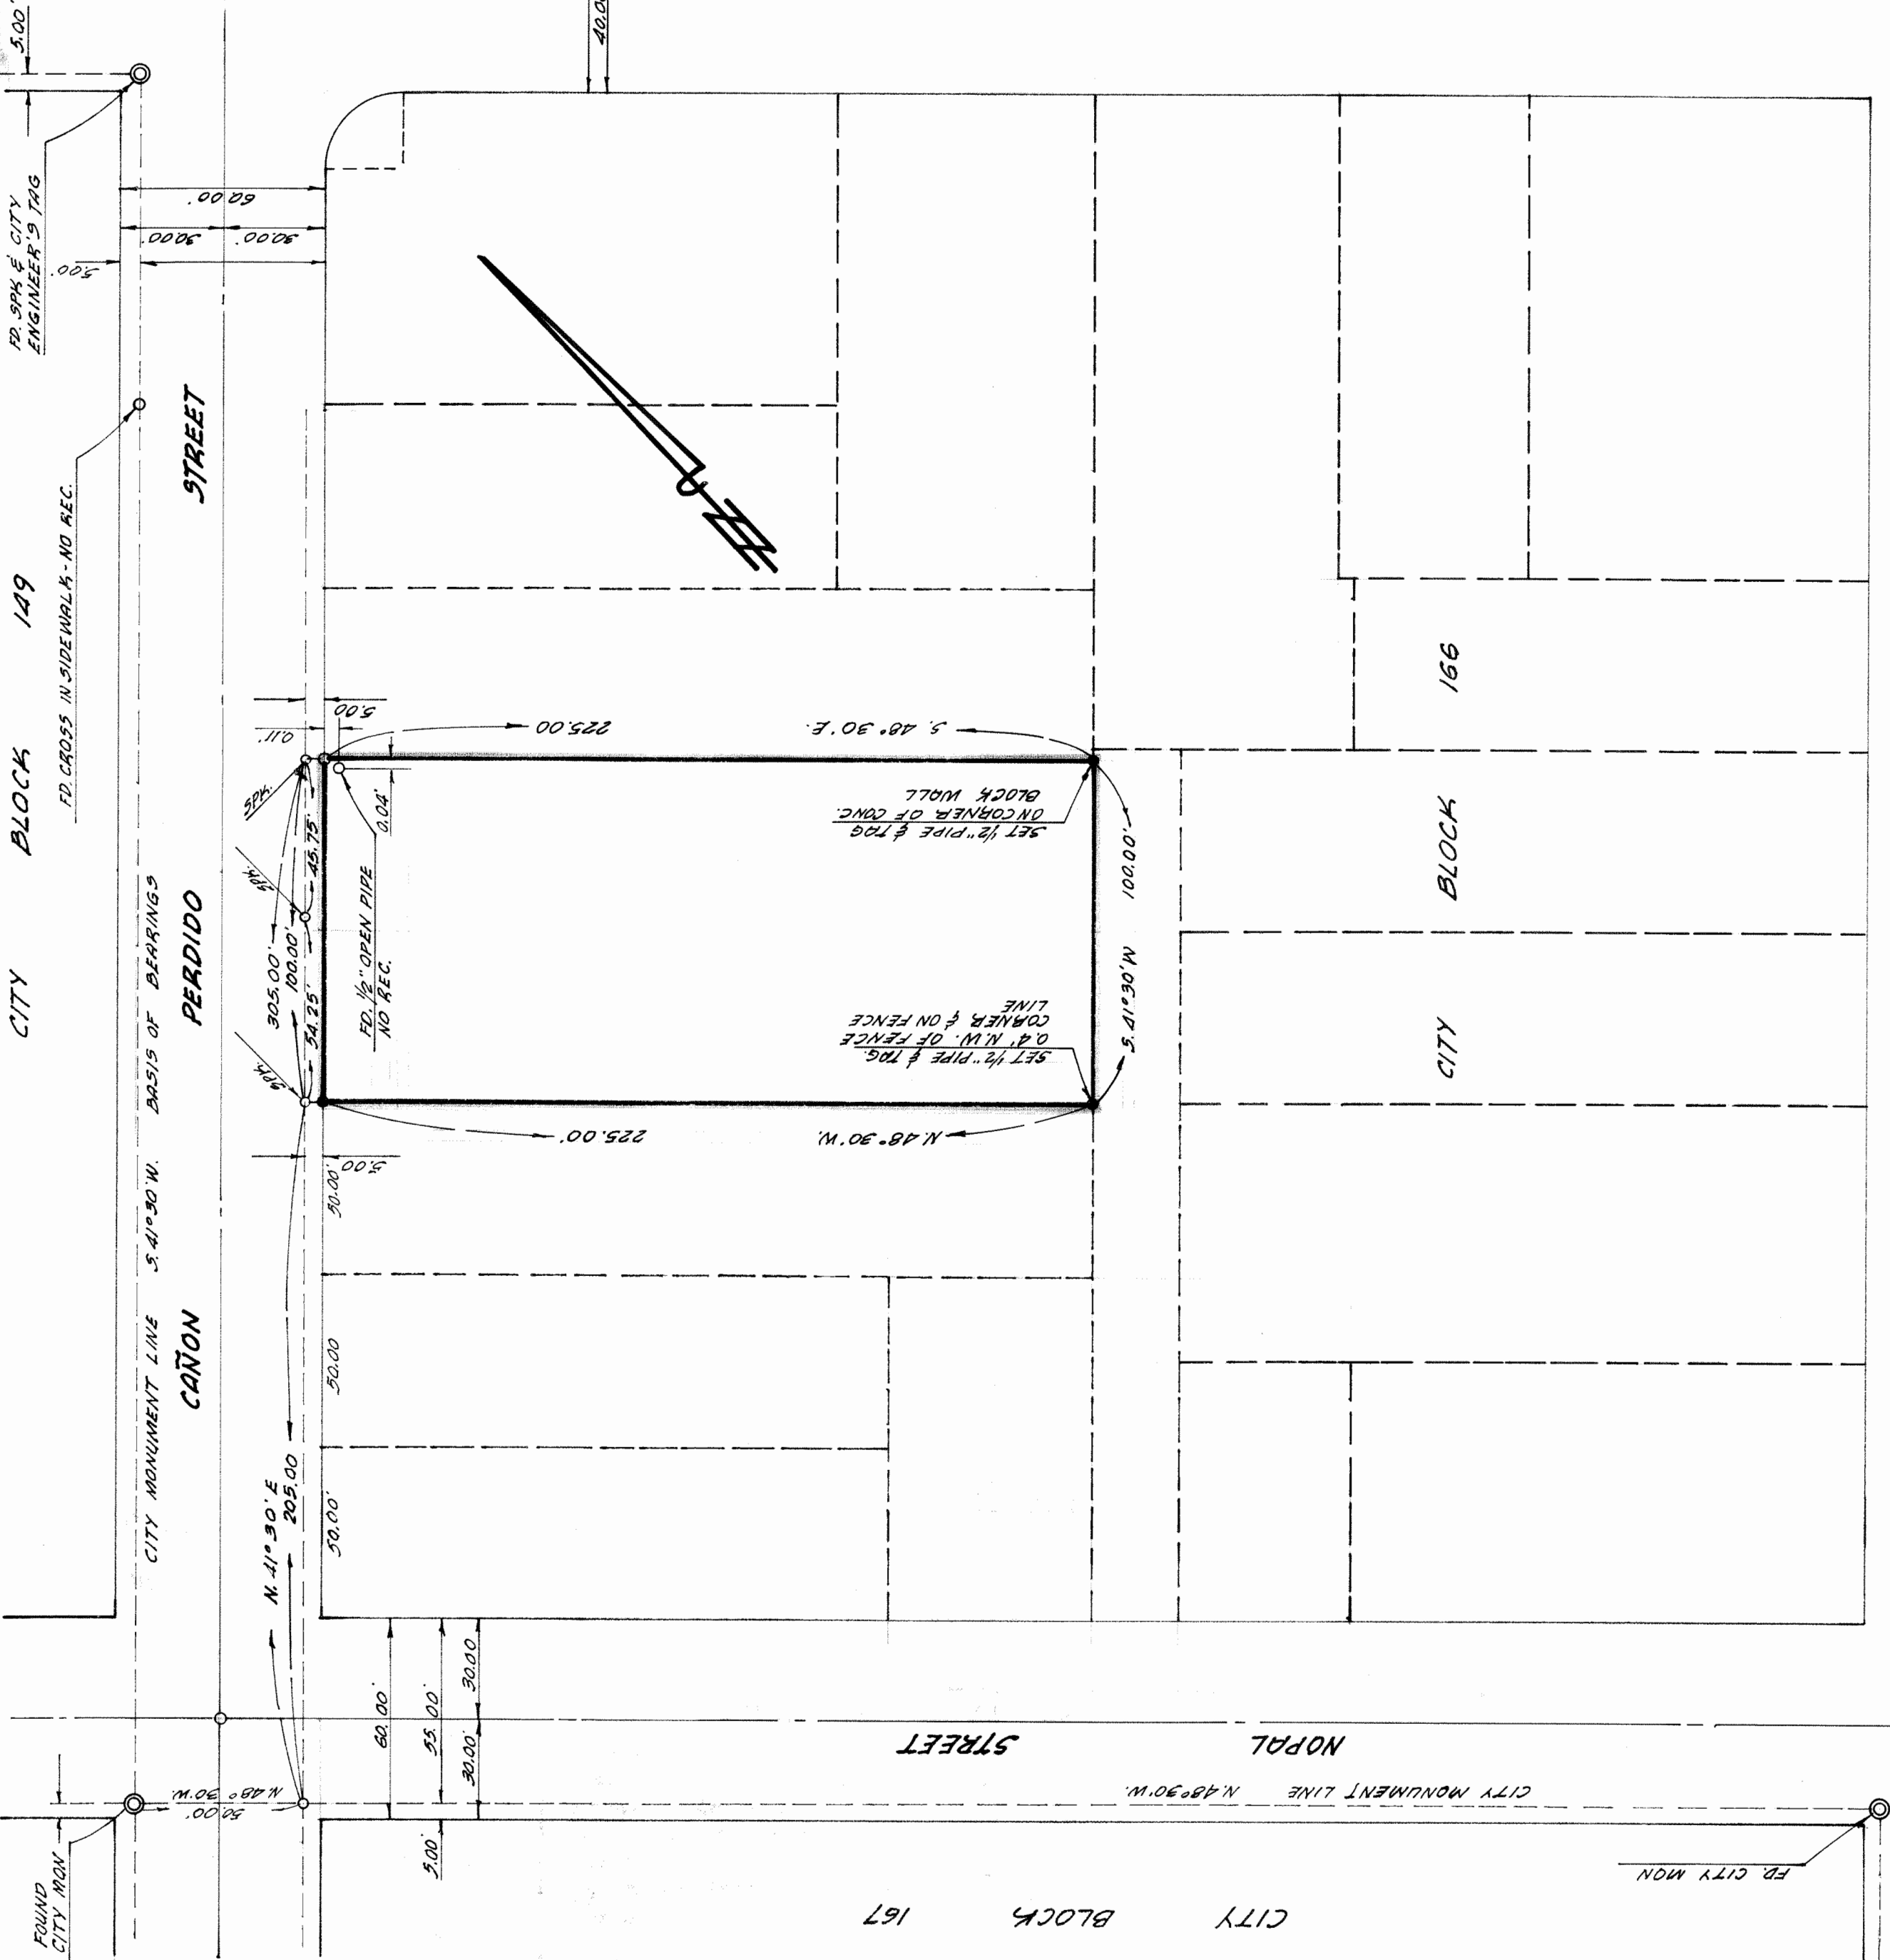 5.00'
40.0
FD. SPK & CITY
ENGINEER'S TAG
FD. CROSS IN SIDEWALK - NO REC.
CITY BLOCK 149
CITY MONUMENT LINE S. 41°30'W. BASIS OF BEARINGS
CAÑON PERDIDO STREET
60.00'
30.00'
30.00'
5.00'
N
SPK.
SPK.
SPK.
305.00'
100.00'
54.25'
45.75'
0.11'
5.00
0.04'
FD. 1/2" OPEN PIPE
NO REC.
225.00
S. 48° 30' E.
SET 1/2" PIPE & TAG
ON CORNER OF CONC.
BLOCK WALL
SET 1/2" PIPE & TAG.
0.4' N.W. OF FENCE
CORNER & ON FENCE
LINE
S. 41°30'W 100.00'
225.00'
N. 48° 30' W.
5.00
50.00'
50.00
50.00'
N. 41° 30' E
205.00
CITY BLOCK 166
60.00'
55.00'
30.00'
30.00
5.00'
50.00'
N. 48° 30' W.
NOPAL STREET
CITY MONUMENT LINE N. 48°30'W.
FOUND
CITY MON
FD. CITY MON
CITY BLOCK 167